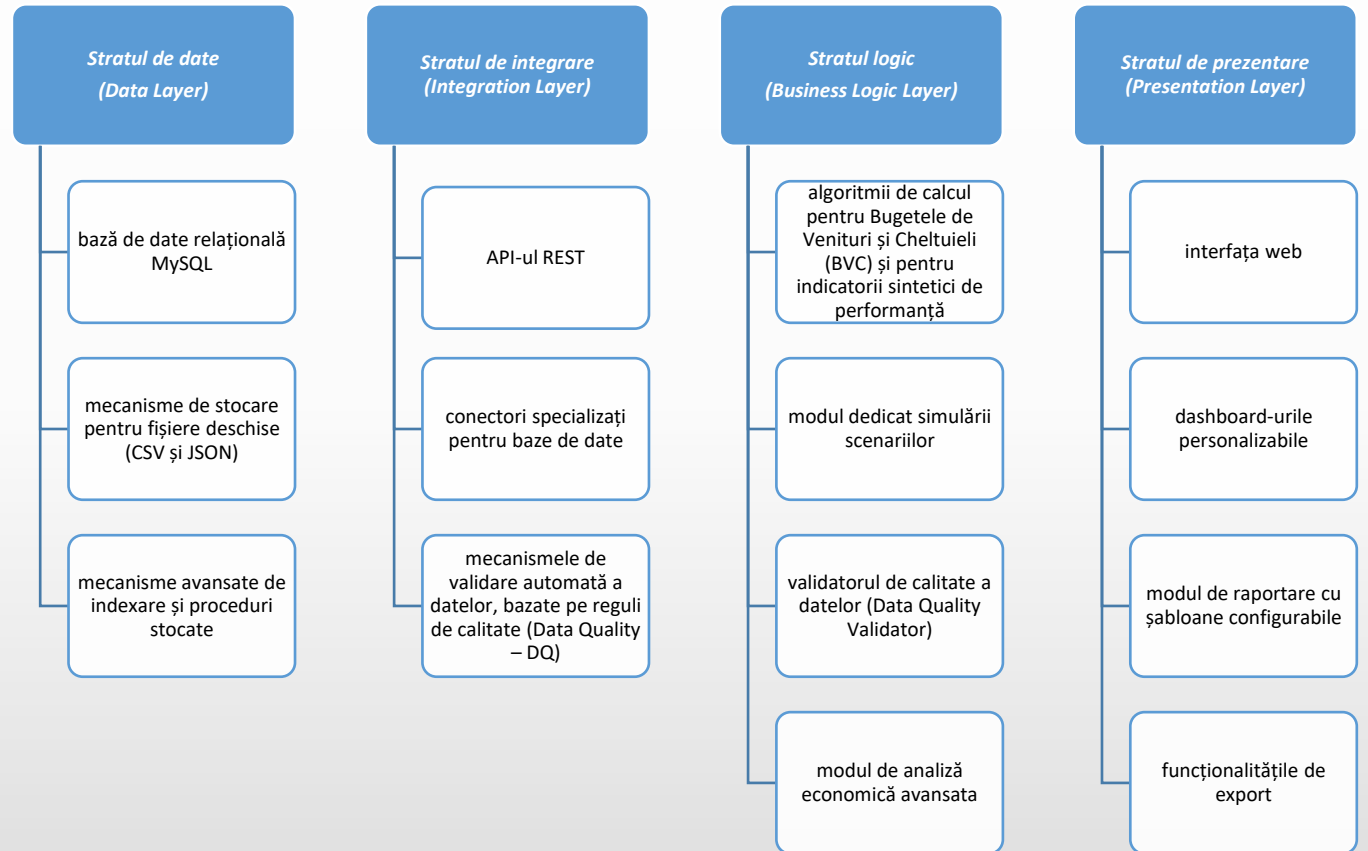 Stratul de date
(Data Layer)
bază de date relațională
MySQL
mecanisme de stocare
pentru fișiere deschise
(CSV și JSON)
mecanisme avansate de
indexare și proceduri
stocate
Stratul de integrare
(Integration Layer)
API-ul REST
conectori specializați
pentru baze de date
mecanismele de
validare automată a
datelor, bazate pe reguli
de calitate (Data Quality
– DQ)
Stratul logic
(Business Logic Layer)
algoritmii de calcul
pentru Bugetele de
Venituri și Cheltuieli
(BVC) și pentru
indicatorii sintetici de
performanță
modul dedicat simulării
scenariilor
validatorul de calitate a
datelor (Data Quality
Validator)
modul de analiză
economică avansata
Stratul de prezentare
(Presentation Layer)
interfața web
dashboard-urile
personalizabile
modul de raportare cu
șabloane configurabile
funcționalitățile de
export